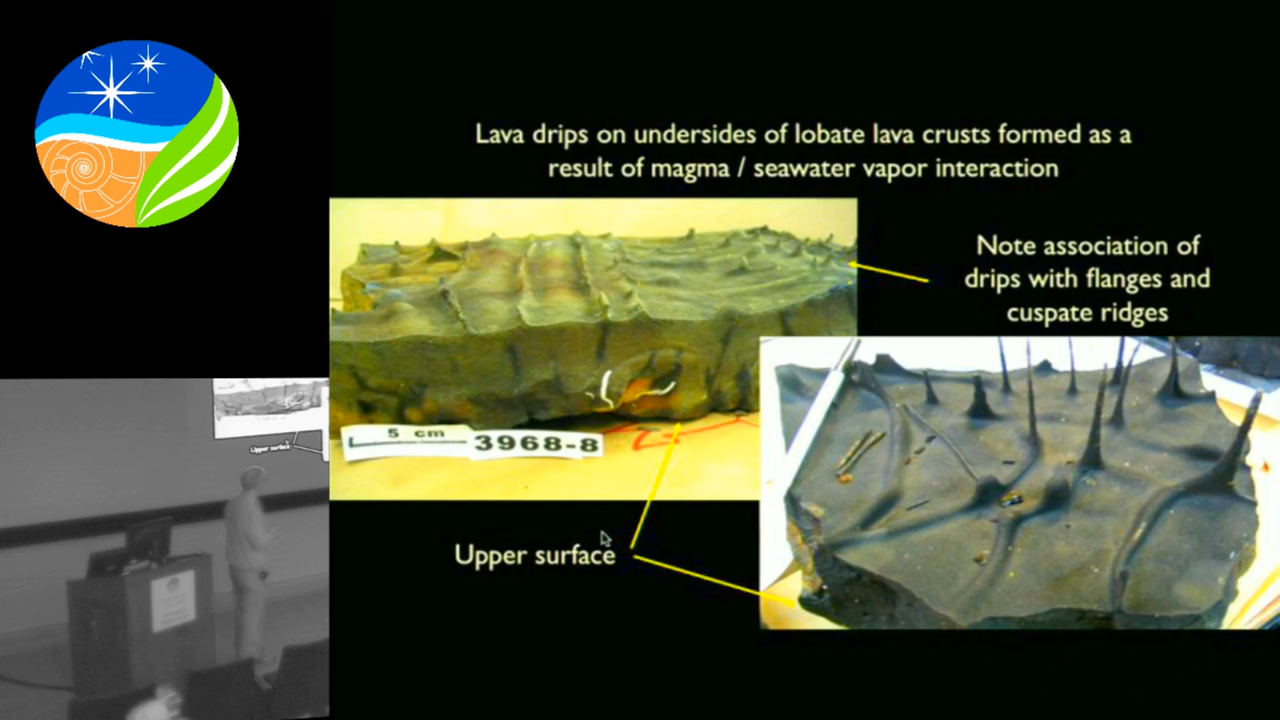 Lava drips on undersides of lobate lava crusts formed as a
result of magma / seawater vapor interaction
Note association of
drips with flanges and
cuspate ridges
5 cm
3968-8
Upper surface
Upper surface